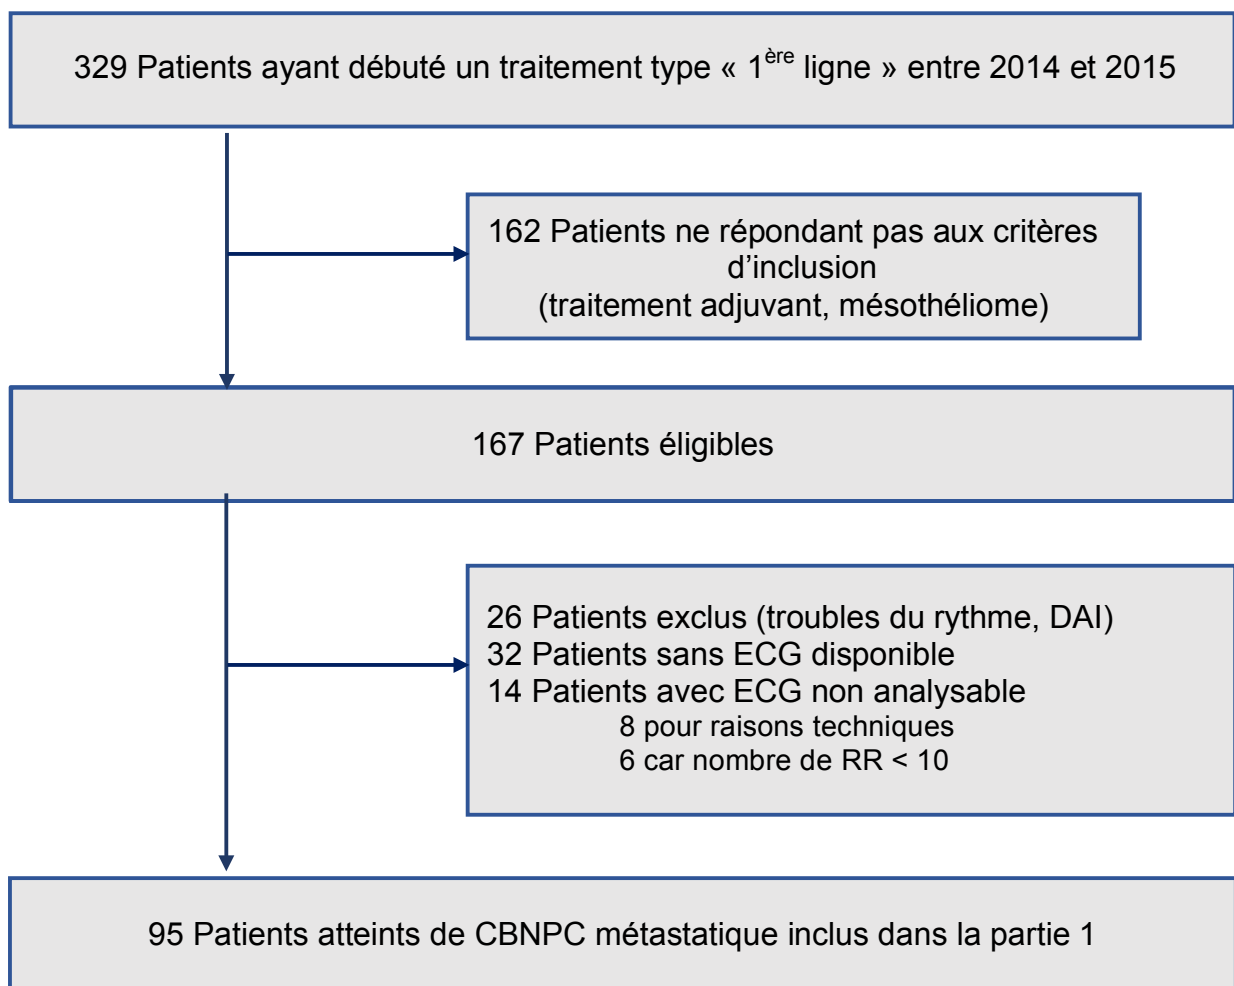 329 Patients ayant débuté un traitement type « 1ère ligne » entre 2014 et 2015
162 Patients ne répondant pas aux critères
d’inclusion
(traitement adjuvant, mésothéliome)
167 Patients éligibles
26 Patients exclus (troubles du rythme, DAI)
32 Patients sans ECG disponible
14 Patients avec ECG non analysable
8 pour raisons techniques
6 car nombre de RR < 10
95 Patients atteints de CBNPC métastatique inclus dans la partie 1